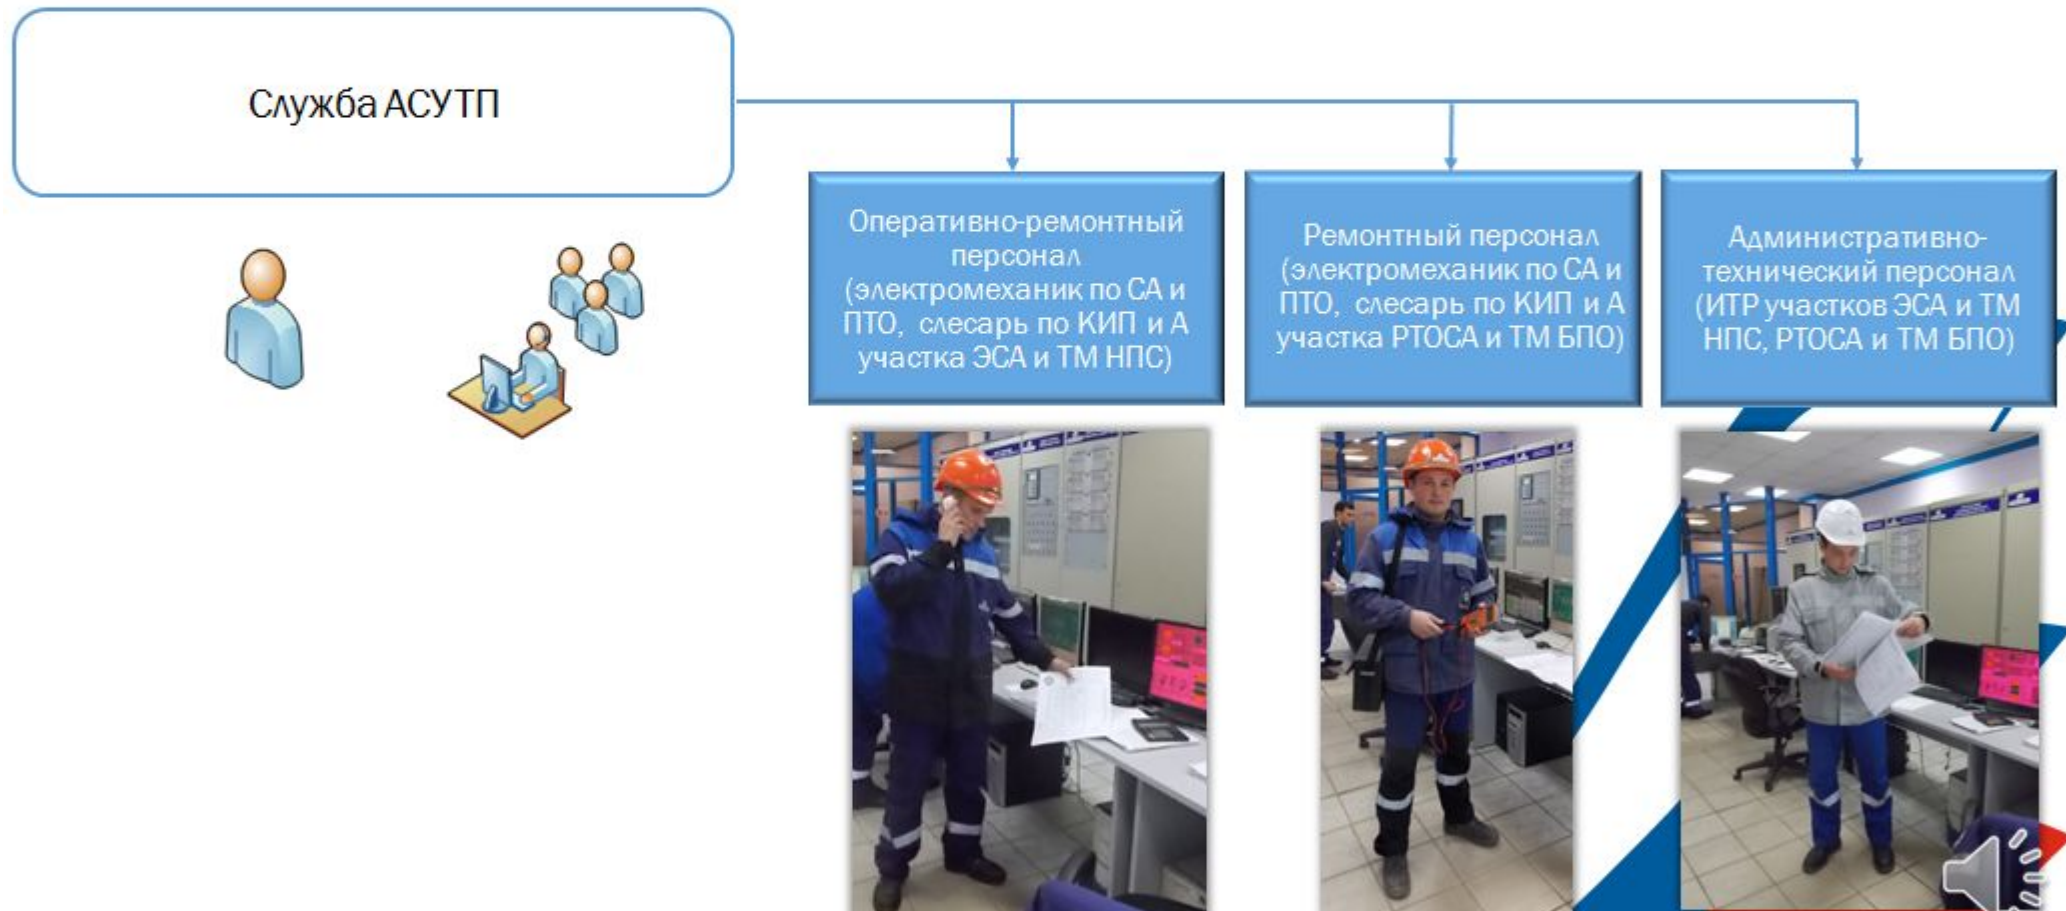 Служба АСУТП
Оперативно-ремонтный
персонал
(электромеханик по СА и
ПТО, слесарь по КИП и А
участка ЭСА и ТМ НПС)
Ремонтный персонал
(электромеханик по СА и
ПТО, слесарь по КИП и А
участка РТОСА и ТМ БПО)
Административно-
технический персонал
(ИТР участков ЭСА и ТМ
НПС, РТОСА и ТМ БПО)